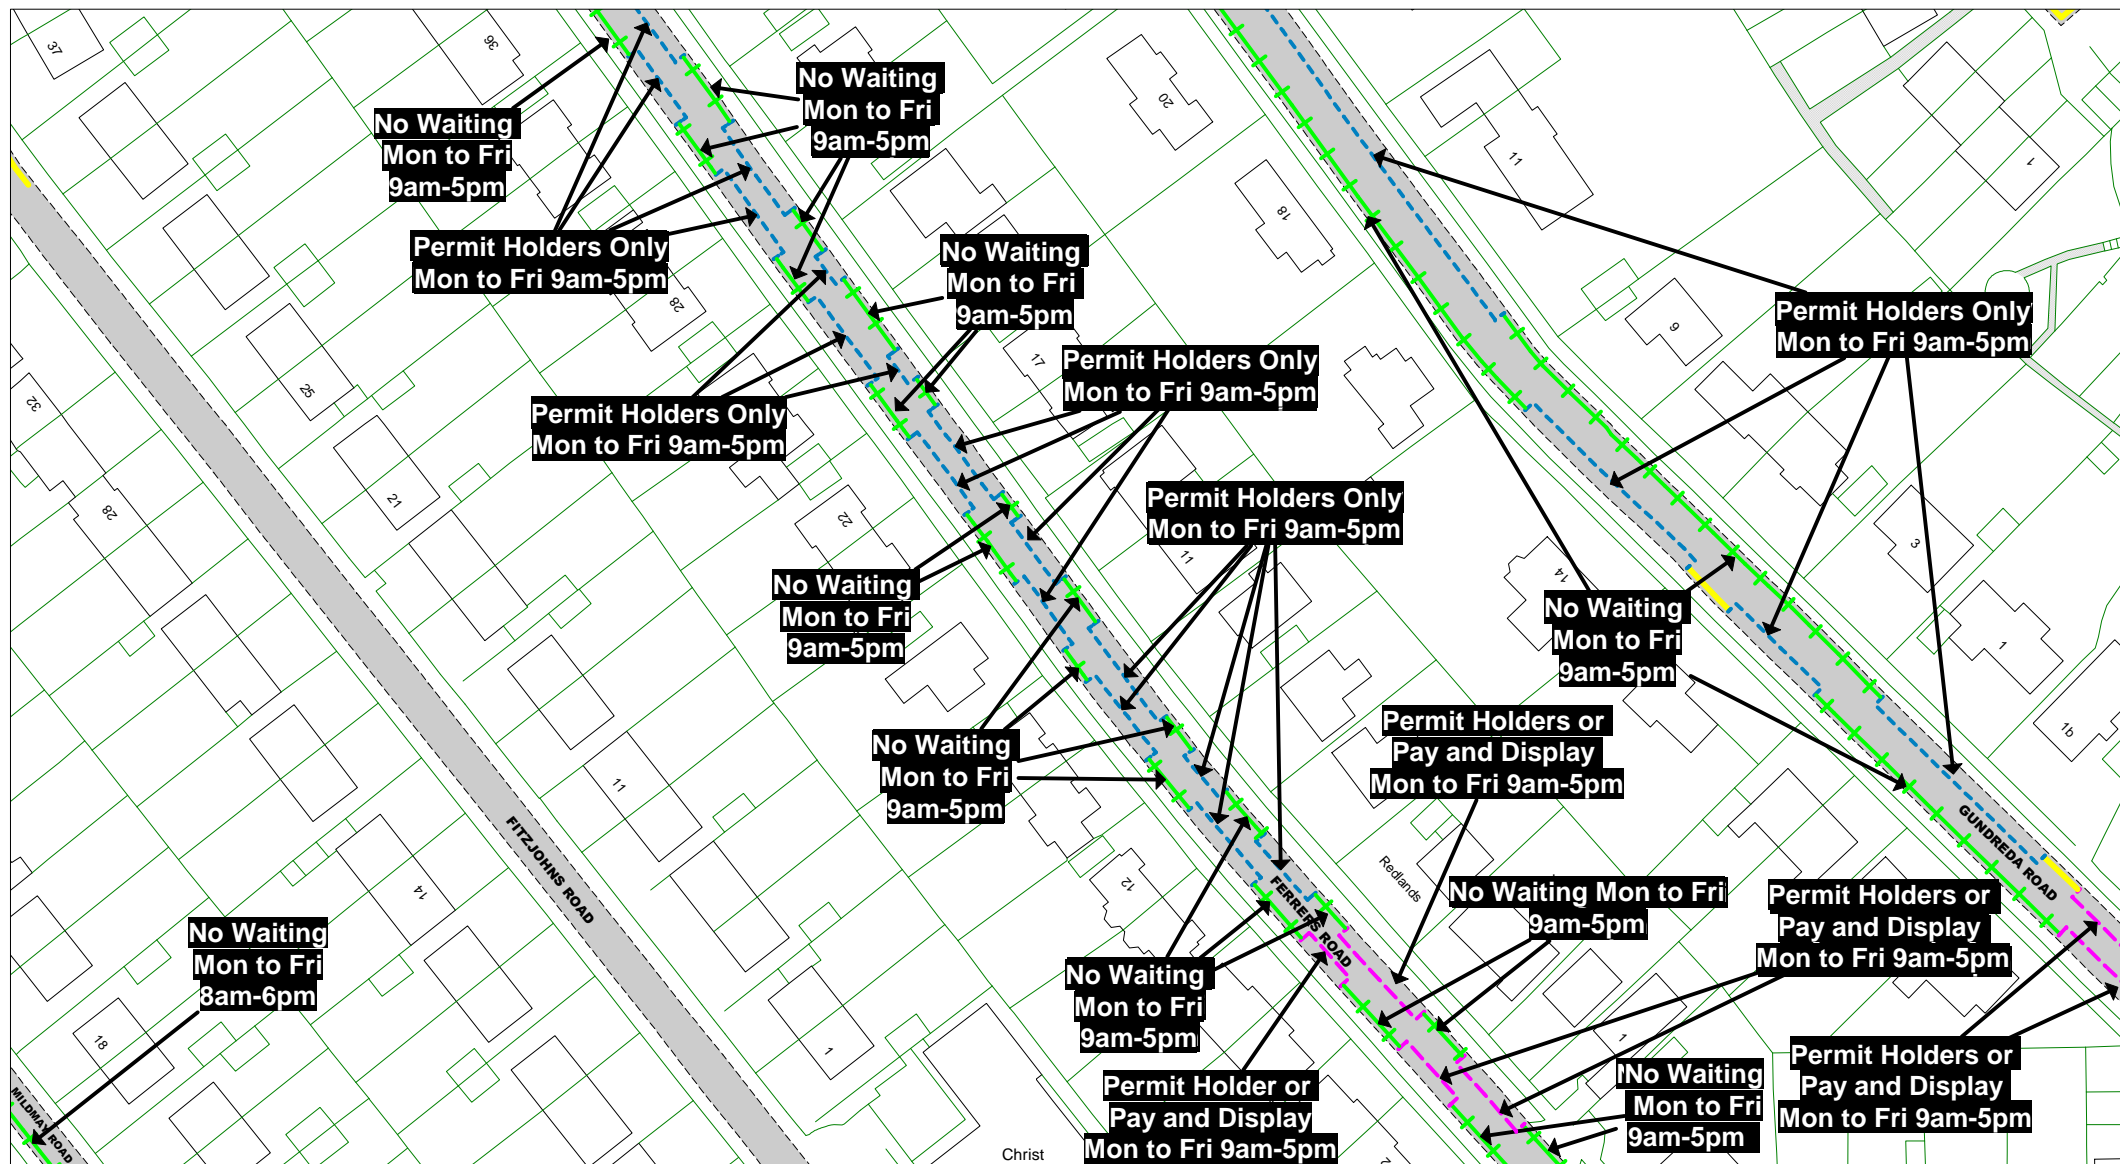 37
36
No Waiting
Mon to Fri
9am-5pm
No Waiting
Mon to Fri
9am-5pm
20
11
1
18
Permit Holders Only
Mon to Fri 9am-5pm
No Waiting
Mon to Fri
9am-5pm
28
Permit Holders Only
Mon to Fri 9am-5pm
9
17
Permit Holders Only
Mon to Fri 9am-5pm
25
32
Permit Holders Only
Mon to Fri 9am-5pm
21
28
22
Permit Holders Only
Mon to Fri 9am-5pm
11
14
3
No Waiting
Mon to Fri
9am-5pm
No Waiting
Mon to Fri
9am-5pm
1
1b
No Waiting
Mon to Fri
9am-5pm
Permit Holders or
Pay and Display
Mon to Fri 9am-5pm
11
FITZJOHNS ROAD
GUNDREDA ROAD
14
12
Redlands
FERRERS ROAD
No Waiting Mon to Fri
9am-5pm
Permit Holders or
Pay and Display
Mon to Fri 9am-5pm
No Waiting
Mon to Fri
8am-6pm
No Waiting
Mon to Fri
9am-5pm
18
1
1
MILDMAY ROAD
Permit Holder or
Pay and Display
Mon to Fri 9am-5pm
No Waiting
Mon to Fri
9am-5pm
Permit Holders or
Pay and Display
Mon to Fri 9am-5pm
Christ
2